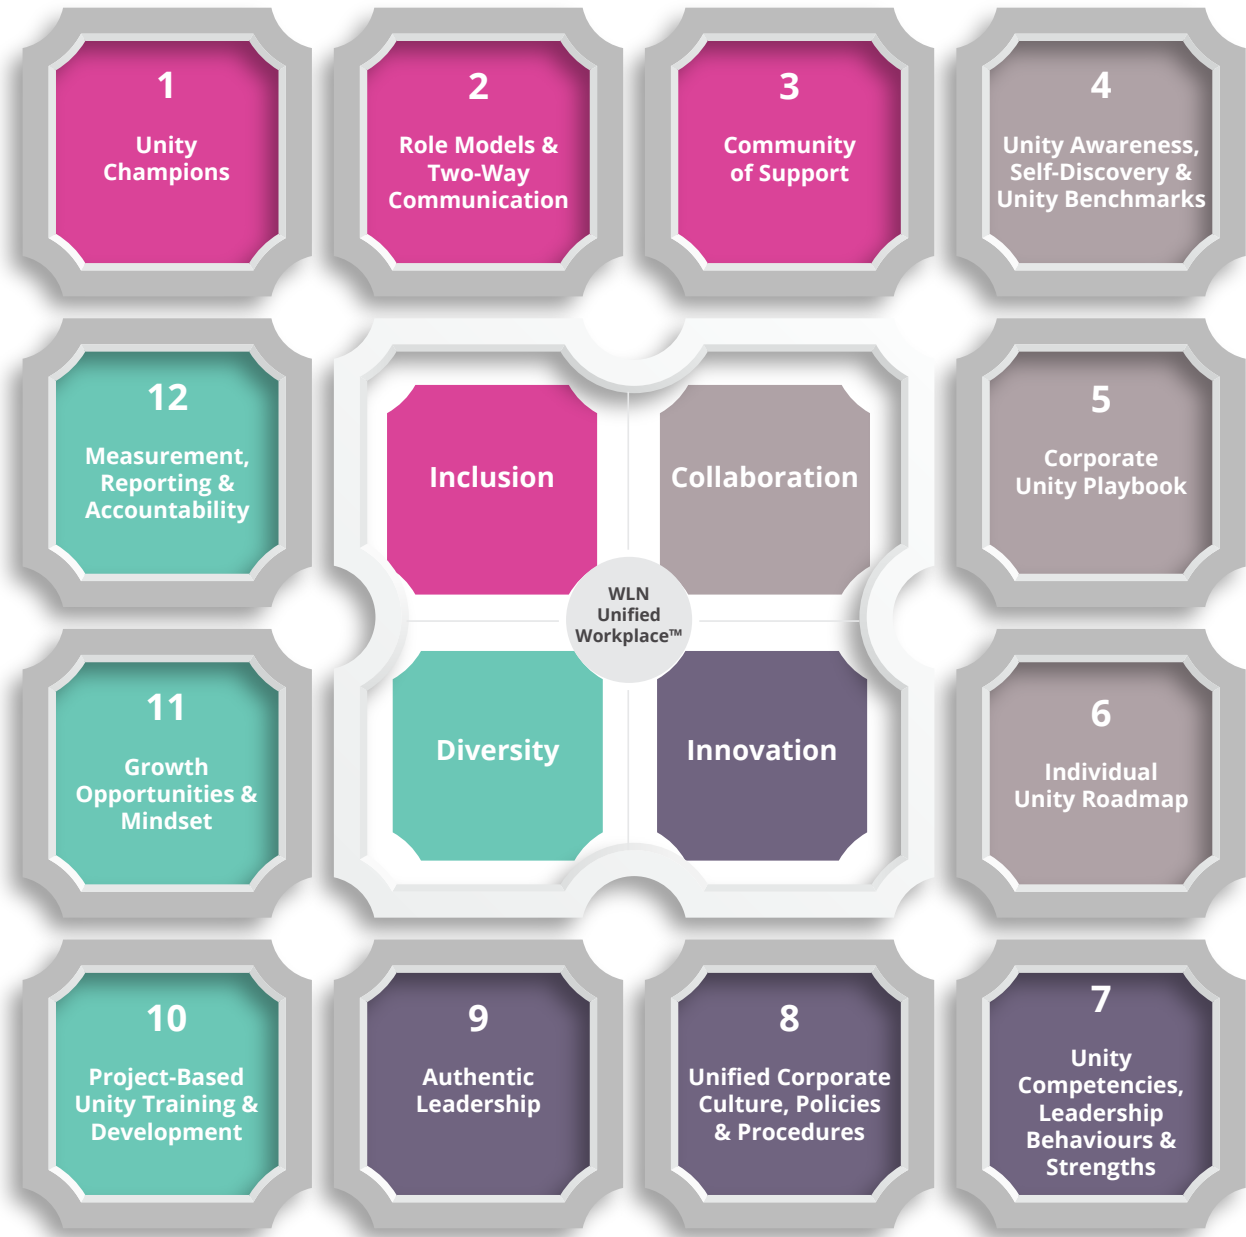 1
Unity
Champions
2
Role Models &
Two-Way
Communication
3
Community
of Support
4
Unity Awareness,
Self-Discovery &
Unity Benchmarks
12
Measurement,
Reporting &
Accountability
Inclusion
Collaboration
5
Corporate
Unity Playbook
WLN
Unified
Workplace™
11
Growth
Opportunities &
Mindset
Diversity
Innovation
6
Individual
Unity Roadmap
10
Project-Based
Unity Training &
Development
9
Authentic
Leadership
8
Unified Corporate
Culture, Policies
& Procedures
7
Unity
Competencies,
Leadership
Behaviours &
Strengths